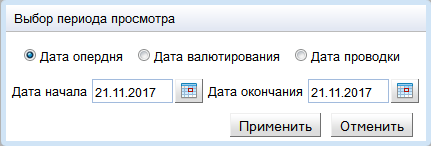 Выбор периода просмотра
Дата опердня Дата валютирования Дата проводки
Дата начала 21.11.2017 Дата окончания 21.11.2017
Применить Отменить